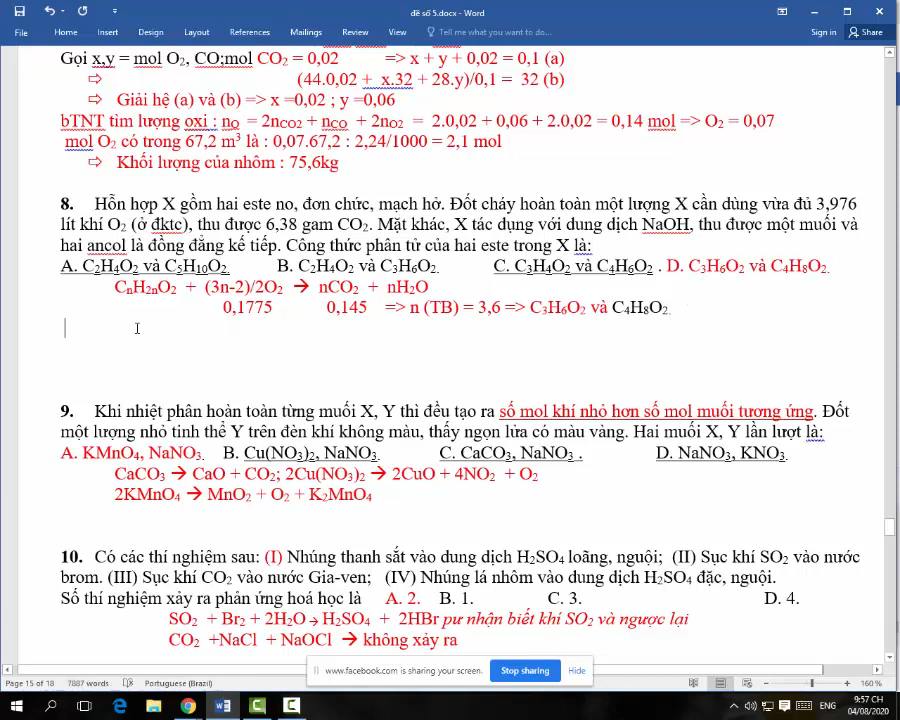 đề số 5.docx - Word
File Home Insert Design Layout References Mailings Review View Tell me what you want to do... Sign in Share
Gọi x,y = mol O₂, CO;mol CO₂ = 0,02 => x + y + 0,02 = 0,1 (a)
⇨ (44.0,02 + x.32 + 28.y)/0,1 = 32 (b)
⇨ Giải hệ (a) và (b) => x =0,02 ; y =0,06
bTNT tìm lượng oxi : nO = 2nCO2 + nCO + 2nO2 = 2.0,02 + 0,06 + 2.0,02 = 0,14 mol => O₂ = 0,07
mol O₂ có trong 67,2 m³ là : 0,07.67,2 : 2,24/1000 = 2,1 mol
⇨ Khối lượng của nhôm : 75,6kg
8. Hỗn hợp X gồm hai este no, đơn chức, mạch hở. Đốt cháy hoàn toàn một lượng X cần dùng vừa đủ 3,976
lít khí O₂ (ở đktc), thu được 6,38 gam CO₂. Mặt khác, X tác dụng với dung dịch NaOH, thu được một muối và
hai ancol là đồng đẳng kế tiếp. Công thức phân tử của hai este trong X là:
A. C₂H₄O₂ và C₅H₁₀O₂. B. C₂H₄O₂ và C₃H₆O₂. C. C₃H₄O₂ và C₄H₆O₂ . D. C₃H₆O₂ và C₄H₈O₂.
CnH2nO₂ + (3n-2)/2O₂ → nCO₂ + nH₂O
0,1775 0,145 => n (TB) = 3,6 => C₃H₆O₂ và C₄H₈O₂.
9. Khi nhiệt phân hoàn toàn từng muối X, Y thì đều tạo ra số mol khí nhỏ hơn số mol muối tương ứng. Đốt
một lượng nhỏ tinh thể Y trên đèn khí không màu, thấy ngọn lửa có màu vàng. Hai muối X, Y lần lượt là:
A. KMnO₄, NaNO₃. B. Cu(NO₃)₂, NaNO₃. C. CaCO₃, NaNO₃ . D. NaNO₃, KNO₃.
CaCO₃ → CaO + CO₂; 2Cu(NO₃)₂ → 2CuO + 4NO₂ + O₂
2KMnO₄ → MnO₂ + O₂ + K₂MnO₄
10. Có các thí nghiệm sau: (I) Nhúng thanh sắt vào dung dịch H₂SO₄ loãng, nguội; (II) Sục khí SO₂ vào nước
brom. (III) Sục khí CO₂ vào nước Gia-ven; (IV) Nhúng lá nhôm vào dung dịch H₂SO₄ đặc, nguội.
Số thí nghiệm xảy ra phản ứng hoá học là A. 2. B. 1. C. 3. D. 4.
SO₂ + Br₂ + 2H₂O → H₂SO₄ + 2HBr pư nhận biết khí SO₂ và ngược lại
CO₂ +NaCl + NaOCl → không xảy ra
www.facebook.com is sharing your screen. Stop sharing Hide
Page 15 of 18 7887 words Portuguese (Brazil) 160 %
ENG 9:57 CH
04/08/2020